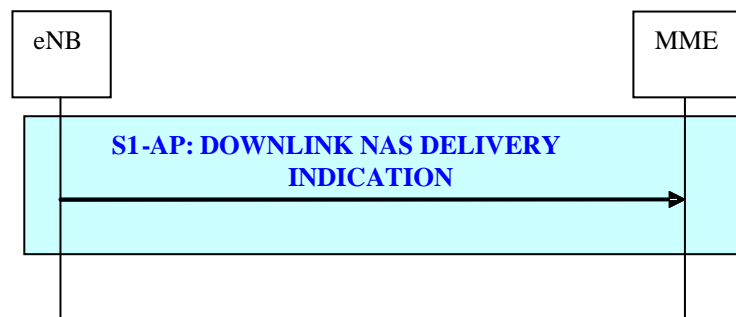 eNB
MME
S1-AP: DOWNLINK NAS DELIVERY
INDICATION